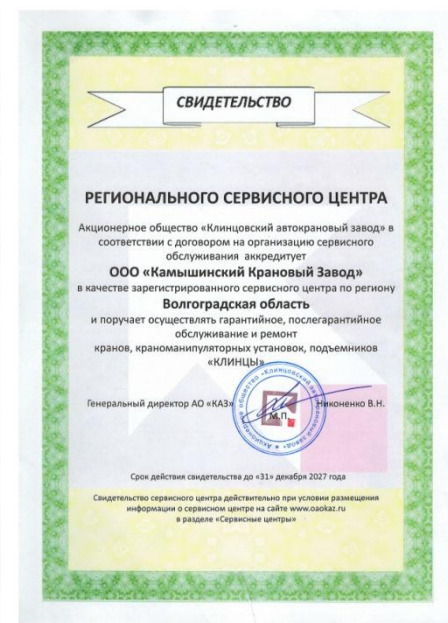 СВИДЕТЕЛЬСТВО
РЕГИОНАЛЬНОГО СЕРВИСНОГО ЦЕНТРА
Акционерное общество «Клинцовский автокрановый завод» в
соответствии с договором на организацию сервисного
обслуживания аккредитует
ООО «Камышинский Крановый Завод»
в качестве зарегистрированного сервисного центра по региону
Волгоградская область
и поручает осуществлять гарантийное, послегарантийное
обслуживание и ремонт
кранов, краноманипуляторных установок, подъемников
«КЛИНЦЫ»
Генеральный директор АО «КАЗ» Никоненко В.Н.
М.П.
Срок действия свидетельства до «31» декабря 2027 года
Свидетельство сервисного центра действительно при условии размещения
информации о сервисном центре на сайте www.oaokaz.ru
в разделе «Сервисные центры»